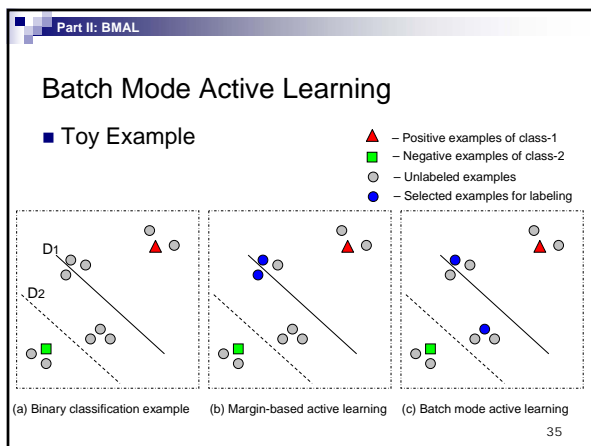 Part II: BMAL
Batch Mode Active Learning
Toy Example
– Positive examples of class-1
– Negative examples of class-2
– Unlabeled examples
– Selected examples for labeling
D1
D2
(a) Binary classification example
(b) Margin-based active learning
(c) Batch mode active learning
35